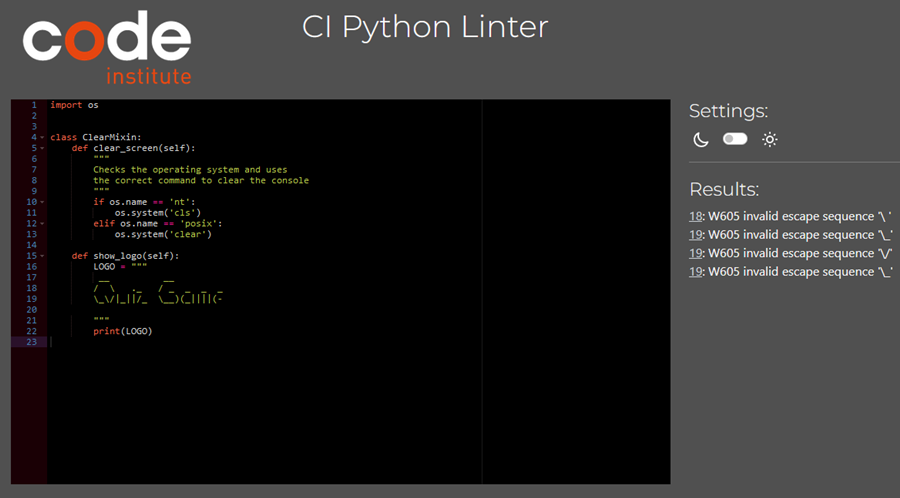 code
institute
CI Python Linter
1 import os
2
3
4 class ClearMixin:
5     def clear_screen(self):
6         """
7         Checks the operating system and uses
8         the correct command to clear the console
9         """
10         if os.name == 'nt':
11             os.system('cls')
12         elif os.name == 'posix':
13             os.system('clear')
14
15     def show_logo(self):
16         LOGO = """
17          __          __
18         /  \   ._   / _  _  _  _
19         \_\/|_||/_  \__)(_||||(-
20
21         """
22         print(LOGO)
23
Settings:
Results:
18: W605 invalid escape sequence '\ '
19: W605 invalid escape sequence '\_'
19: W605 invalid escape sequence '\/'
19: W605 invalid escape sequence '\_'